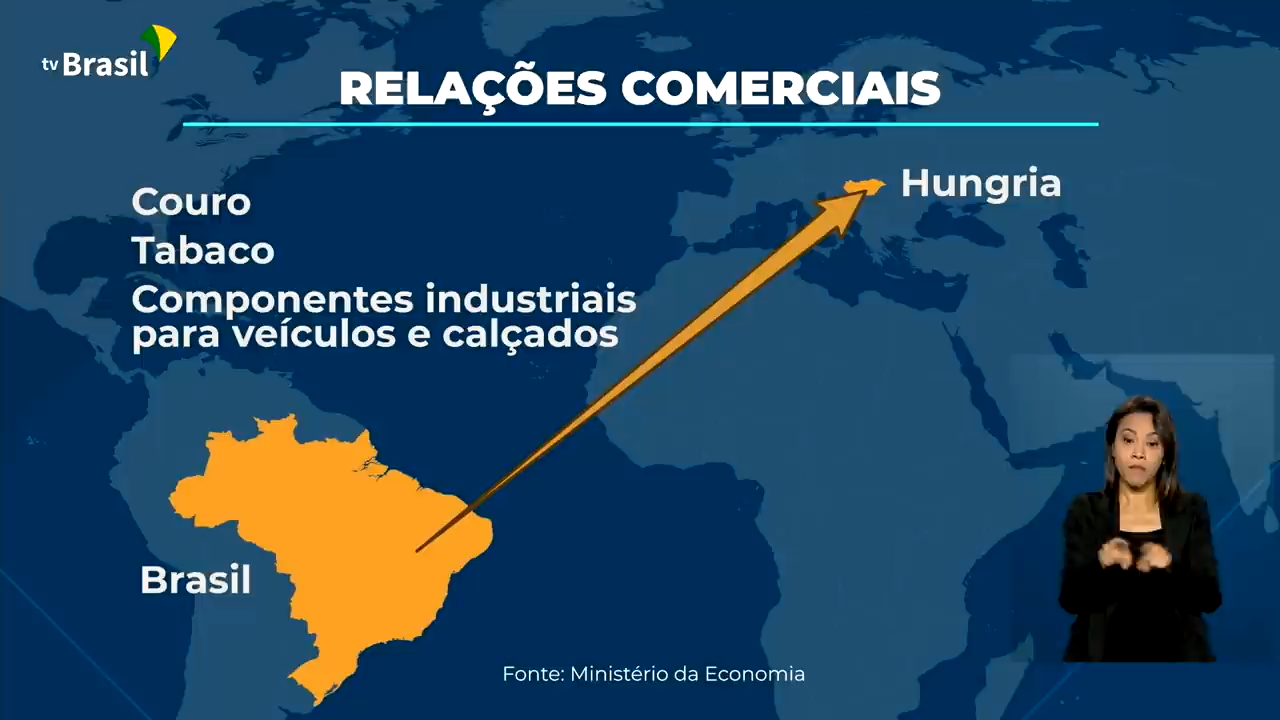 tv Brasil
RELAÇÕES COMERCIAIS
Hungria
Couro
Tabaco
Componentes industriais
para veículos e calçados
Brasil
Fonte: Ministério da Economia